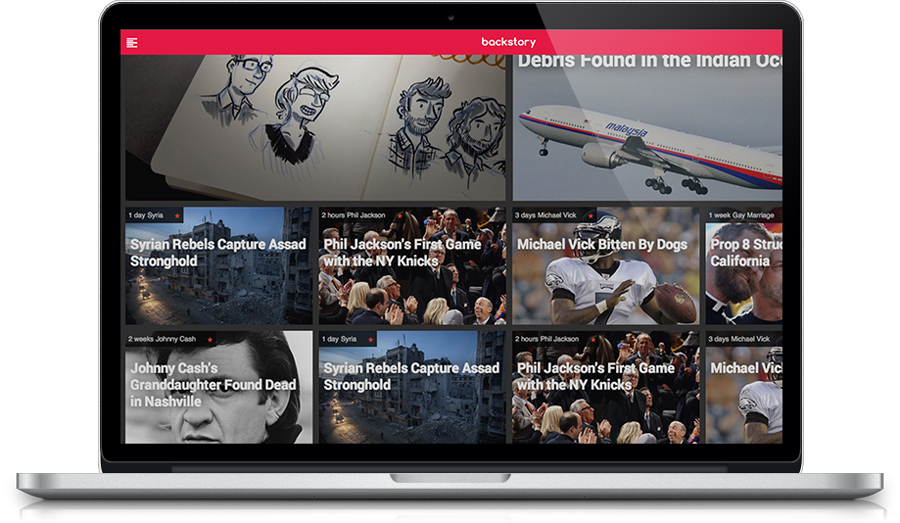 backstory
Debris Found In the Indian Oc
malaysia
1 day Syria
Syrian Rebels Capture Assad
Stronghold
2 hours Phil Jackson
Phil Jackson's First Game
with the NY Knicks
3 days Michael Vick
Michael Vick Bitten By Dogs
1 week Gay Marriage
Prop 8 Struc
California
2 weeks Johnny Cash
Johnny Cash's
Granddaughter Found Dead
in Nashville
1 day Syria
Syrian Rebels Capture Assad
Stronghold
2 hours Phil Jackson
Phil Jackson's First Game
with the NY Knicks
3 days Michael Vick
Michael Vic